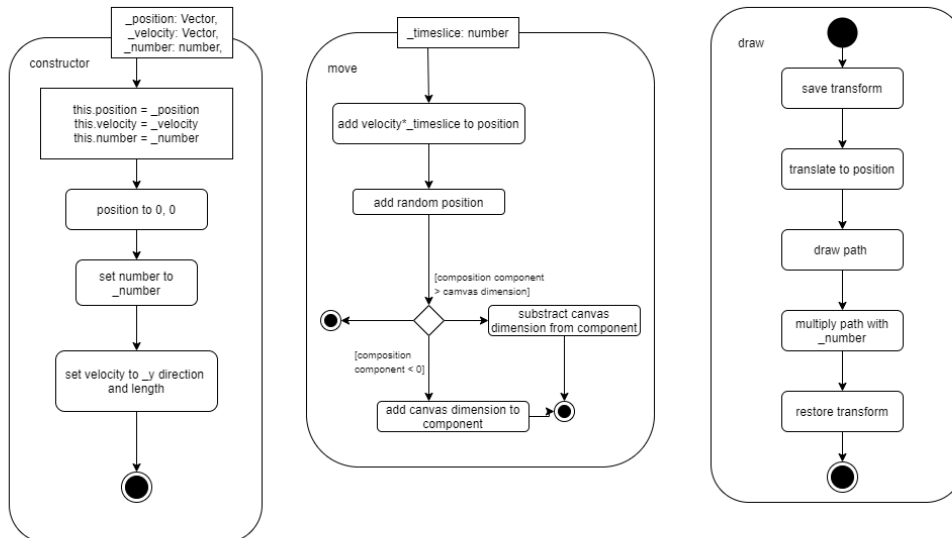 _position: Vector,
_velocity: Vector,
_number: number,
constructor
this.position = _position
this.velocity = _velocity
this.number = _number
position to 0, 0
set number to
_number
set velocity to _y direction
and length
_timeslice: number
move
add velocity*_timeslice to position
add random position
[composition component
> camvas dimension]
substract canvas
dimension from component
[composition
component < 0]
add canvas dimension to
component
draw
save transform
translate to position
draw path
multiply path with
_number
restore transform